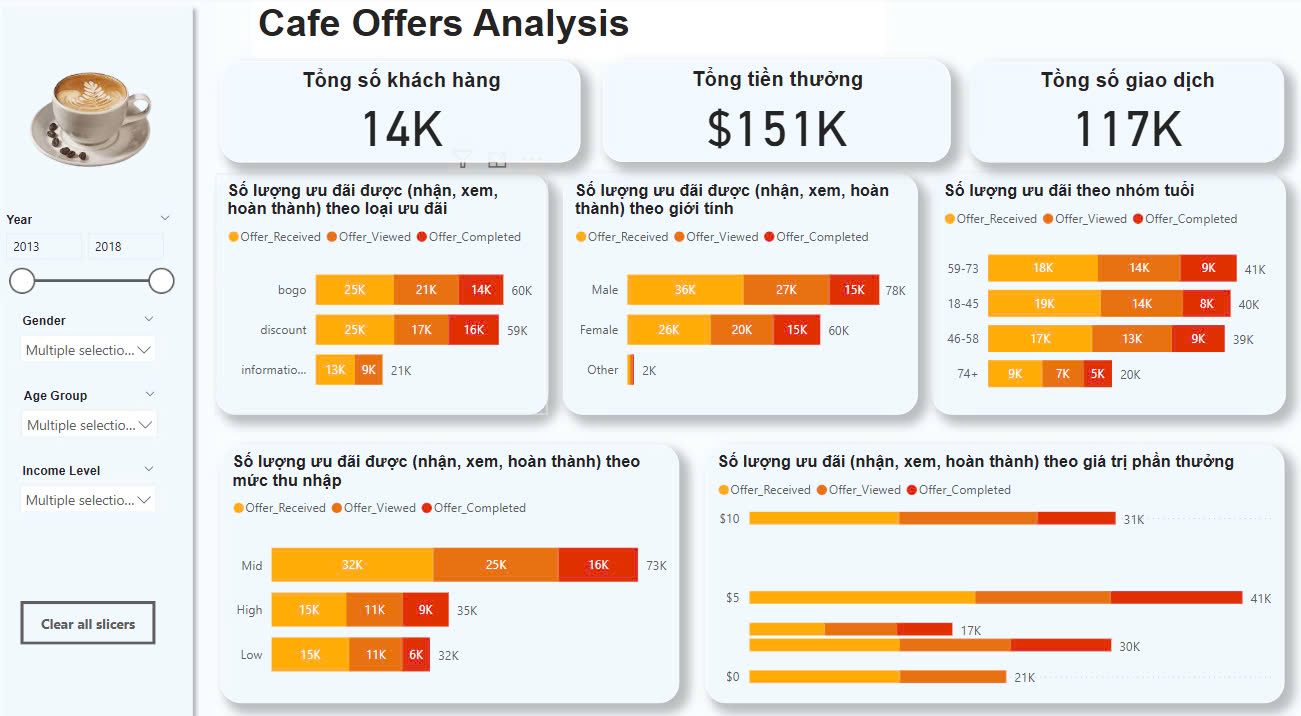 Cafe Offers Analysis
Tổng số khách hàng
14K
Tổng tiền thưởng
$151K
Tồng số giao dịch
117K
Year
2013 2018
Gender
Multiple selectio...
Age Group
Multiple selectio...
Income Level
Multiple selectio...
Clear all slicers
Số lượng ưu đãi được (nhận, xem,
hoàn thành) theo loại ưu đãi
Offer_Received Offer_Viewed Offer_Completed
bogo 25K 21K 14K 60K
discount 25K 17K 16K 59K
informatio... 13K 9K 21K
Số lượng ưu đãi được (nhận, xem, hoàn
thành) theo giới tính
Offer_Received Offer_Viewed Offer_Completed
Male 36K 27K 15K 78K
Female 26K 20K 15K 60K
Other 2K
Số lượng ưu đãi theo nhóm tuổi
Offer_Received Offer_Viewed Offer_Completed
59-73 18K 14K 9K 41K
18-45 19K 14K 8K 40K
46-58 17K 13K 9K 39K
74+ 9K 7K 5K 20K
Số lượng ưu đãi được (nhận, xem, hoàn thành) theo
mức thu nhập
Offer_Received Offer_Viewed Offer_Completed
Mid 32K 25K 16K 73K
High 15K 11K 9K 35K
Low 15K 11K 6K 32K
Số lượng ưu đãi (nhận, xem, hoàn thành) theo giá trị phần thưởng
Offer_Received Offer_Viewed Offer_Completed
$10 31K
$5 41K
17K
30K
$0 21K